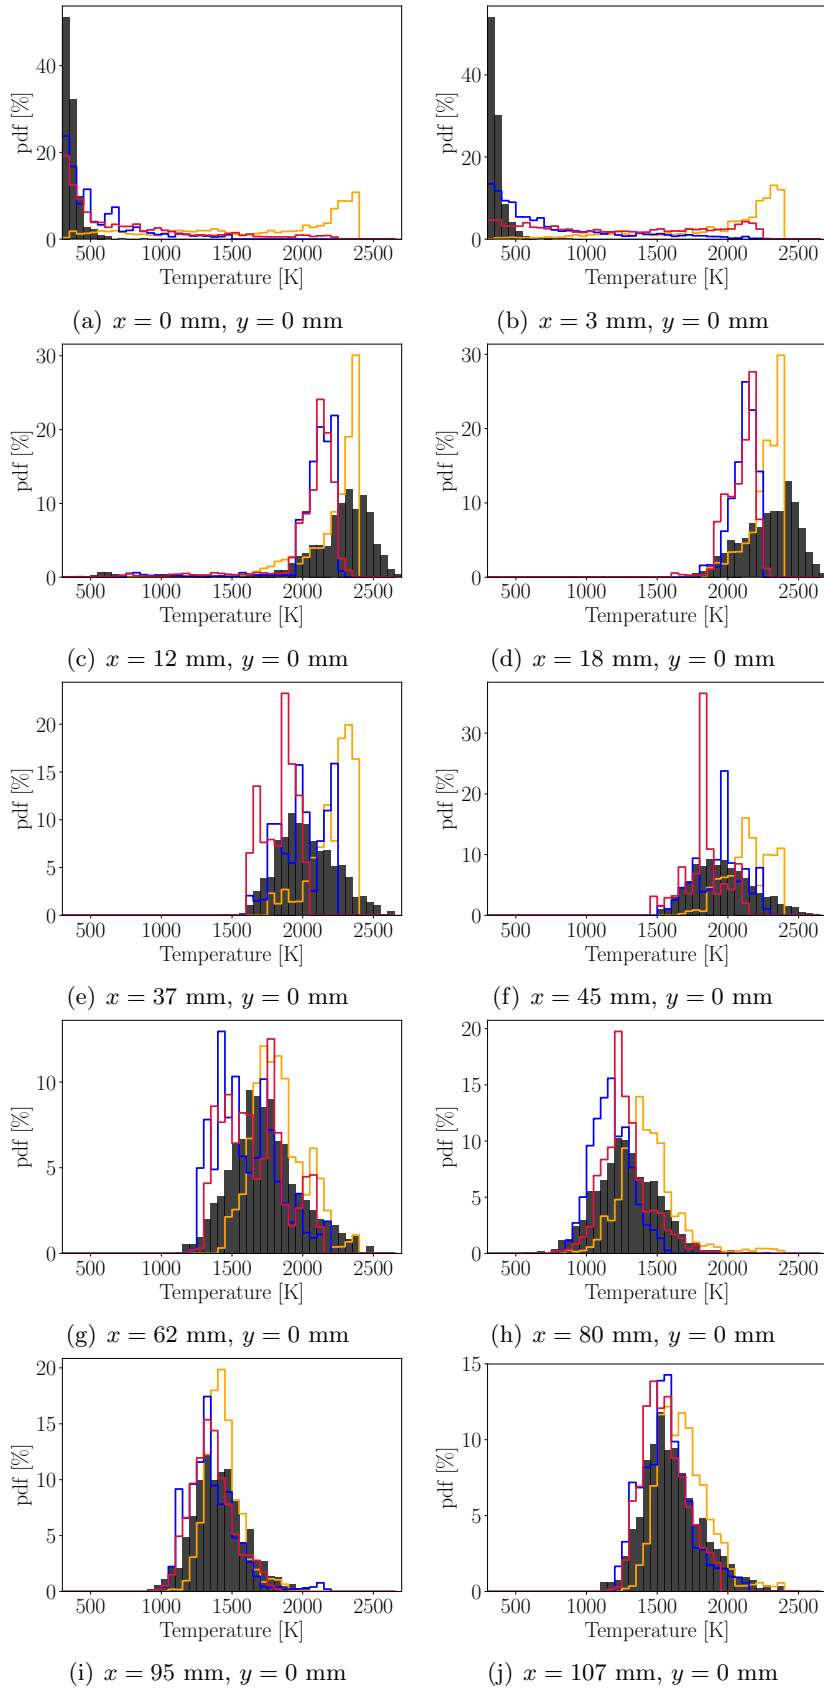 pdf [%]
40
20
0
500 1000 1500 2000 2500
Temperature [K]
(a) x = 0 mm, y = 0 mm
pdf [%]
40
20
0
500 1000 1500 2000 2500
Temperature [K]
(b) x = 3 mm, y = 0 mm
pdf [%]
30
20
10
0
500 1000 1500 2000 2500
Temperature [K]
(c) x = 12 mm, y = 0 mm
pdf [%]
30
20
10
0
500 1000 1500 2000 2500
Temperature [K]
(d) x = 18 mm, y = 0 mm
pdf [%]
20
15
10
5
0
500 1000 1500 2000 2500
Temperature [K]
(e) x = 37 mm, y = 0 mm
pdf [%]
30
20
10
0
500 1000 1500 2000 2500
Temperature [K]
(f) x = 45 mm, y = 0 mm
pdf [%]
10
5
0
500 1000 1500 2000 2500
Temperature [K]
(g) x = 62 mm, y = 0 mm
pdf [%]
20
15
10
5
0
500 1000 1500 2000 2500
Temperature [K]
(h) x = 80 mm, y = 0 mm
pdf [%]
20
15
10
5
0
500 1000 1500 2000 2500
Temperature [K]
(i) x = 95 mm, y = 0 mm
pdf [%]
15
10
5
0
500 1000 1500 2000 2500
Temperature [K]
(j) x = 107 mm, y = 0 mm